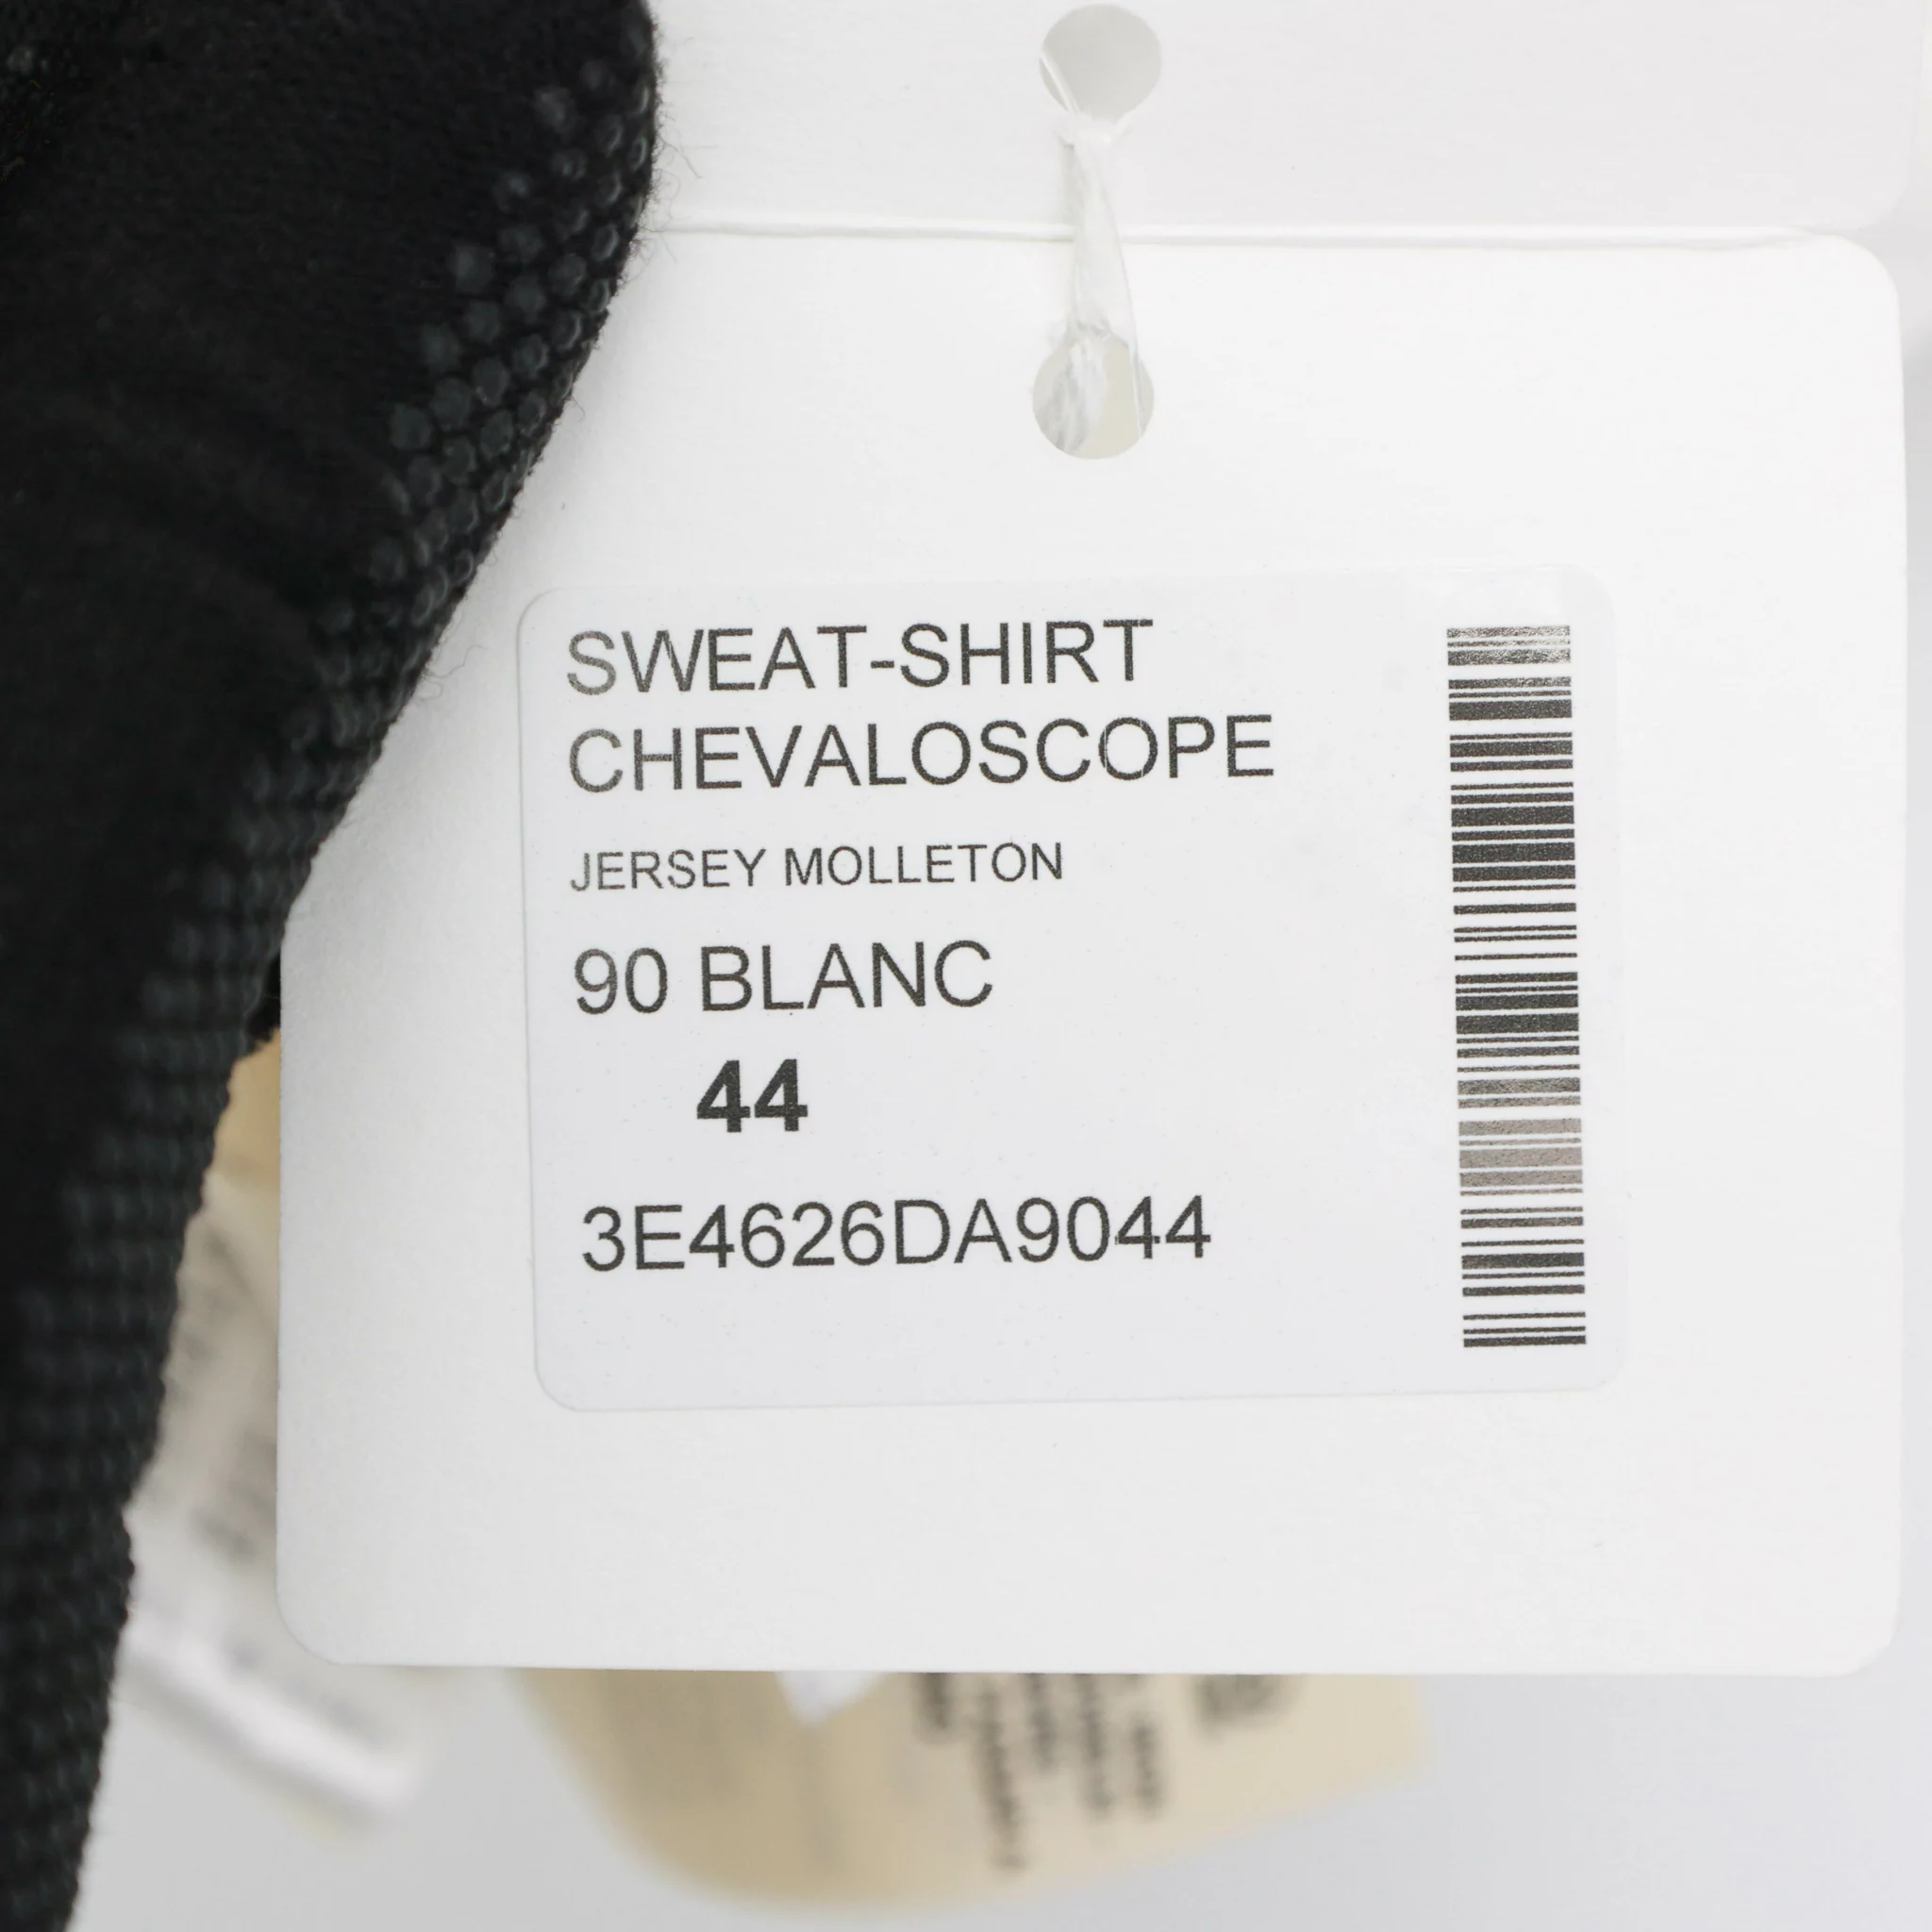 SWEAT-SHIRT
CHEVALOSCOPE
JERSEY MOLLETON
90 BLANC
44
3E4626DA9044